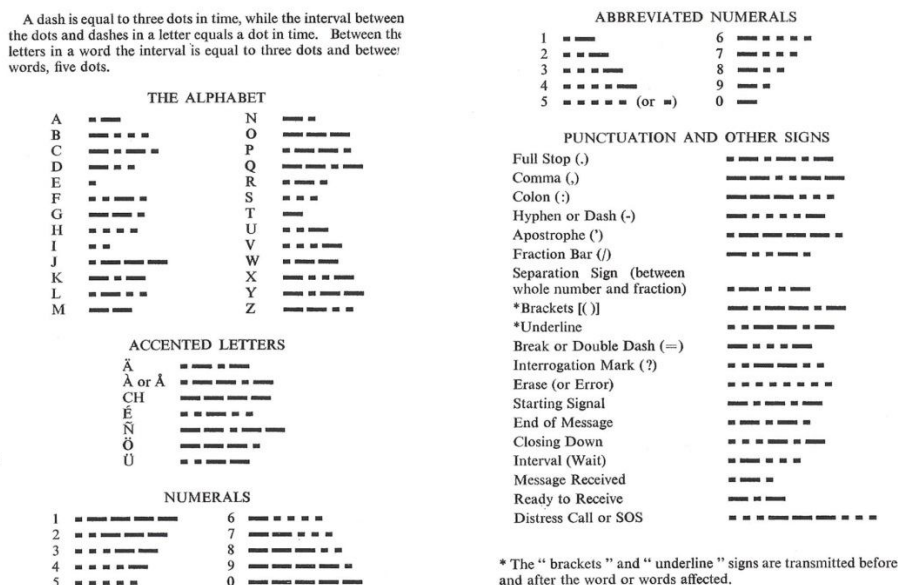 A dash is equal to three dots in time, while the interval between
the dots and dashes in a letter equals a dot in time. Between the
letters in a word the interval is equal to three dots and between
words, five dots.
THE ALPHABET
A ▄ ▄▄▄
B ▄▄▄ ▄ ▄ ▄
C ▄▄▄ ▄ ▄▄▄ ▄
D ▄▄▄ ▄ ▄
E ▄
F ▄ ▄ ▄▄▄ ▄
G ▄▄▄ ▄▄▄ ▄
H ▄ ▄ ▄ ▄
I ▄ ▄
J ▄ ▄▄▄ ▄▄▄ ▄▄▄
K ▄▄▄ ▄ ▄▄▄
L ▄ ▄▄▄ ▄ ▄
M ▄▄▄ ▄▄▄
N ▄▄▄ ▄
O ▄▄▄ ▄▄▄ ▄▄▄
P ▄ ▄▄▄ ▄▄▄ ▄
Q ▄▄▄ ▄▄▄ ▄ ▄▄▄
R ▄ ▄▄▄ ▄
S ▄ ▄ ▄
T ▄▄▄
U ▄ ▄ ▄▄▄
V ▄ ▄ ▄ ▄▄▄
W ▄ ▄▄▄ ▄▄▄
X ▄▄▄ ▄ ▄ ▄▄▄
Y ▄▄▄ ▄ ▄▄▄ ▄▄▄
Z ▄▄▄ ▄▄▄ ▄ ▄
ACCENTED LETTERS
Ä
À or Å
CH
É
Ñ
Ö
Ü
NUMERALS
1
2
3
4
5
6
7
8
9
0
ABBREVIATED NUMERALS
1
2
3
4
5 (or )
6
7
8
9
0
PUNCTUATION AND OTHER SIGNS
Full Stop (.)
Comma (,)
Colon (:)
Hyphen or Dash (-)
Apostrophe (')
Fraction Bar (/)
Separation Sign (between
whole number and fraction)
*Brackets [( )]
*Underline
Break or Double Dash (=)
Interrogation Mark (?)
Erase (or Error)
Starting Signal
End of Message
Closing Down
Interval (Wait)
Message Received
Ready to Receive
Distress Call or SOS
* The “ brackets ” and “ underline ” signs are transmitted before
and after the word or words affected.